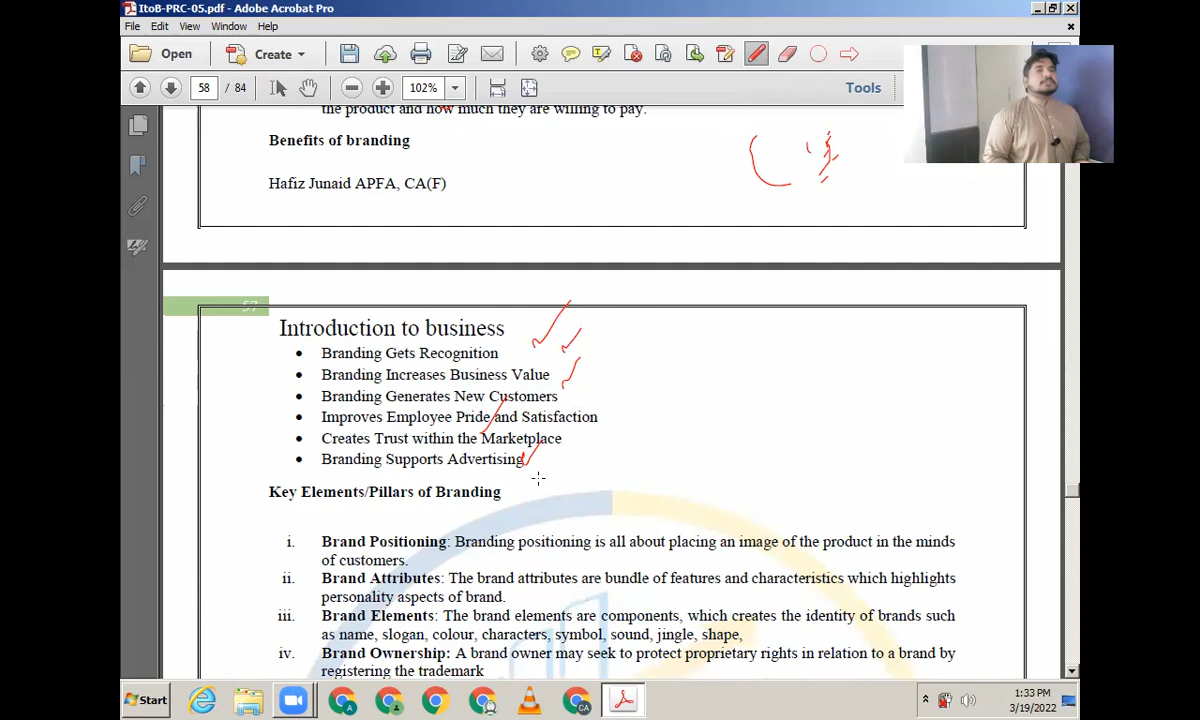 ItoB-PRC-05.pdf - Adobe Acrobat Pro
File Edit View Window Help
Open Create
58 / 84 102% Tools
the product and how much they are willing to pay.
Benefits of branding
Hafiz Junaid APFA, CA(F)
57
Introduction to business
• Branding Gets Recognition
• Branding Increases Business Value
• Branding Generates New Customers
• Improves Employee Pride and Satisfaction
• Creates Trust within the Marketplace
• Branding Supports Advertising
Key Elements/Pillars of Branding
i. Brand Positioning: Branding positioning is all about placing an image of the product in the minds
of customers.
ii. Brand Attributes: The brand attributes are bundle of features and characteristics which highlights
personality aspects of brand.
iii. Brand Elements: The brand elements are components, which creates the identity of brands such
as name, slogan, colour, characters, symbol, sound, jingle, shape,
iv. Brand Ownership: A brand owner may seek to protect proprietary rights in relation to a brand by
registering the trademark
Start
1:33 PM
3/19/2022